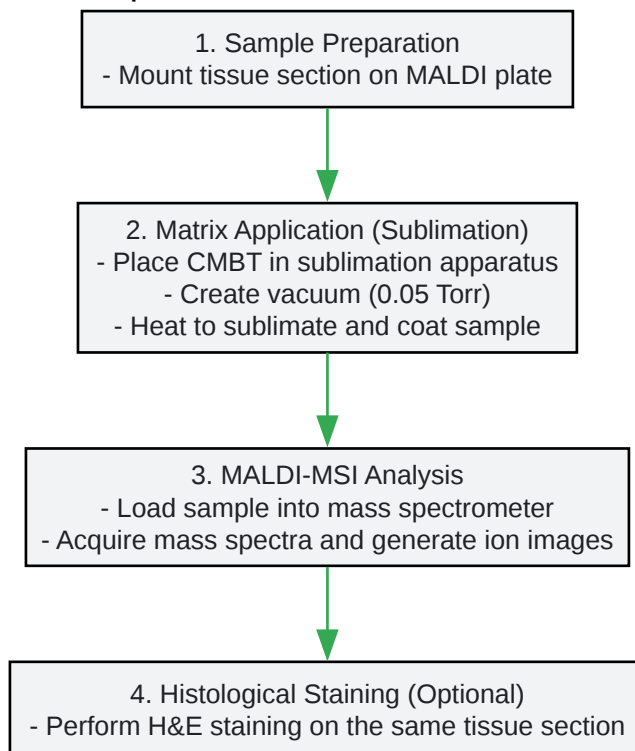 1. Sample Preparation
- Mount tissue section on MALDI plate
2. Matrix Application (Sublimation)
- Place CMBT in sublimation apparatus
- Create vacuum (0.05 Torr)
- Heat to sublimate and coat sample
3. MALDI-MSI Analysis
- Load sample into mass spectrometer
- Acquire mass spectra and generate ion images
4. Histological Staining (Optional)
- Perform H&E staining on the same tissue section